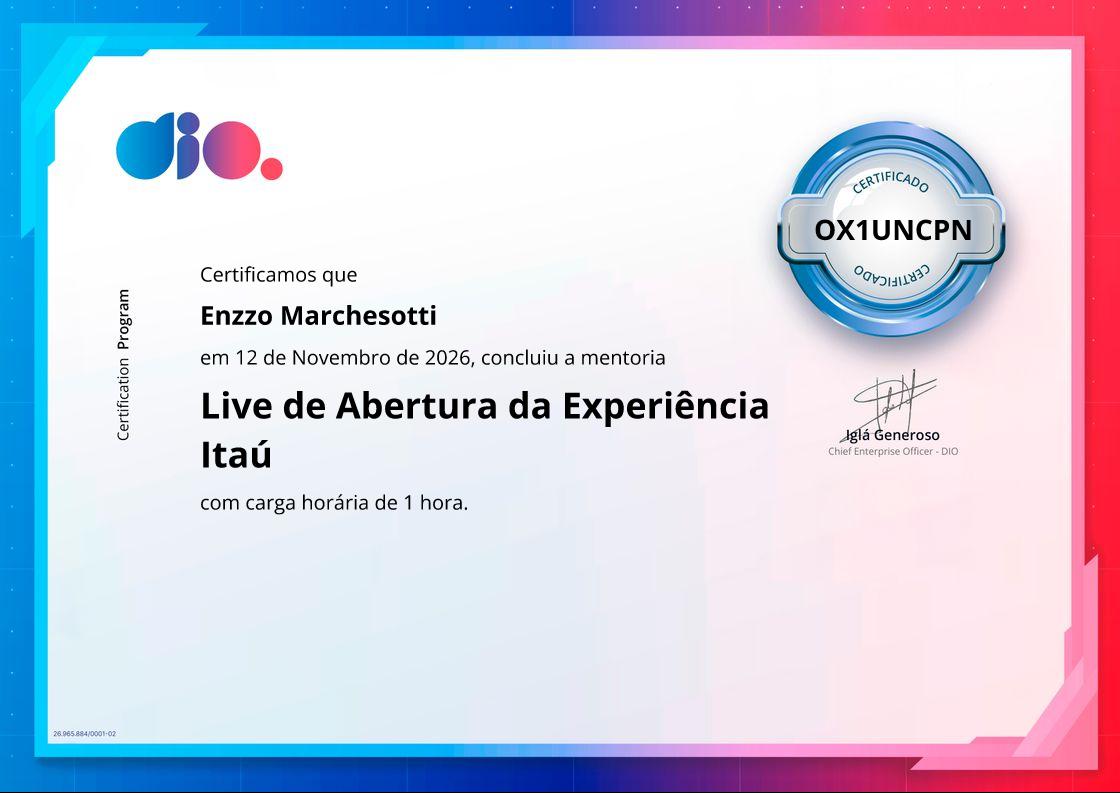 dio.
CERTIFICADO
OX1UNCPN
CERTIFICADO
Certificamos que
Enzzo Marchesotti
em 12 de Novembro de 2026, concluiu a mentoria
Live de Abertura da Experiência
Itaú
com carga horária de 1 hora.
Certification Program
Iglá Generoso
Chief Enterprise Officer - DIO
26.965.884/0001-02